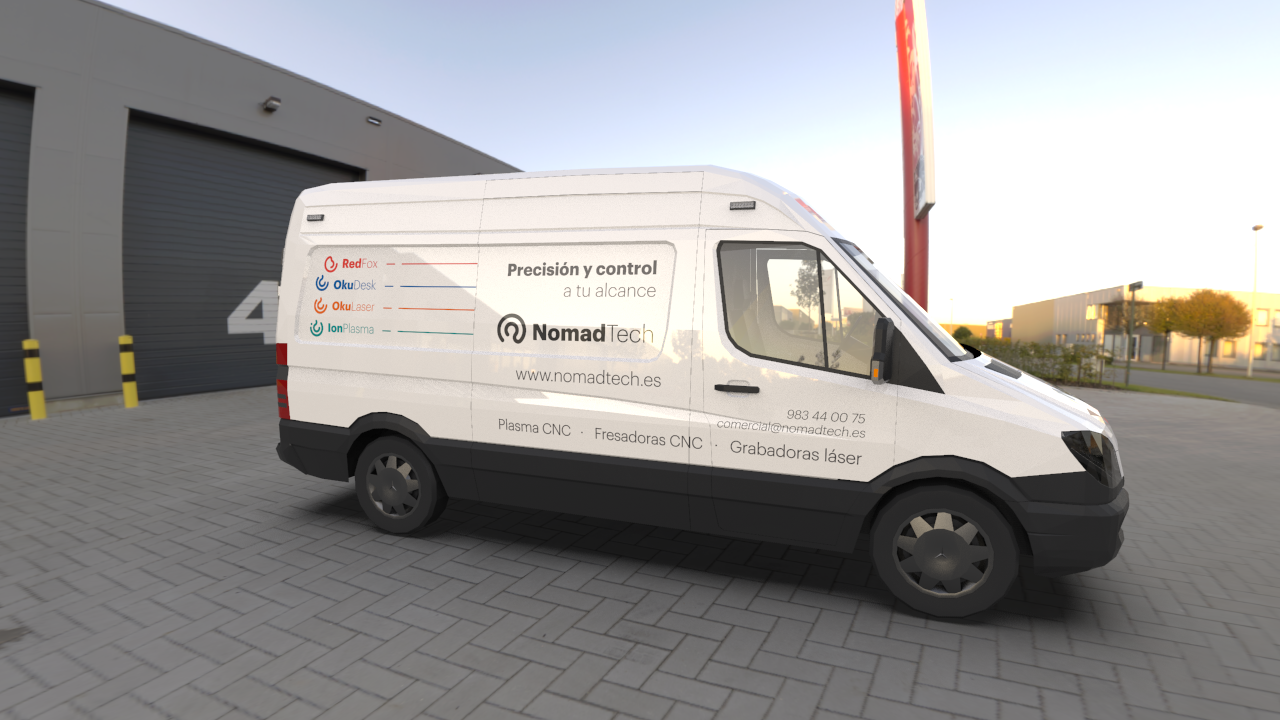 4
RedFox
OkuDesk
OkuLaser
IonPlasma
Precisión y control
a tu alcance
NomadTech
www.nomadtech.es
983 44 00 75
comercial@nomadtech.es
Plasma CNC · Fresadoras CNC · Grabadoras láser